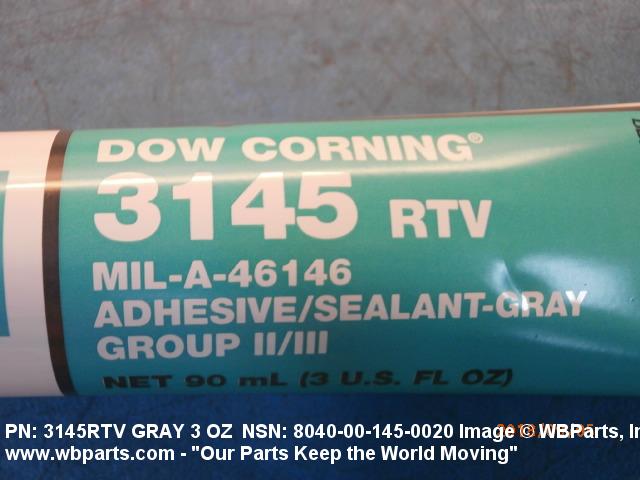 DOW CORNING®
3145 RTV
MIL-A-46146
ADHESIVE/SEALANT-GRAY
GROUP II/III
NET 90 mL (3 U.S. FL OZ)
PN: 3145RTV GRAY 3 OZ NSN: 8040-00-145-0020 Image © WBParts, In
www.wbparts.com - "Our Parts Keep the World Moving"